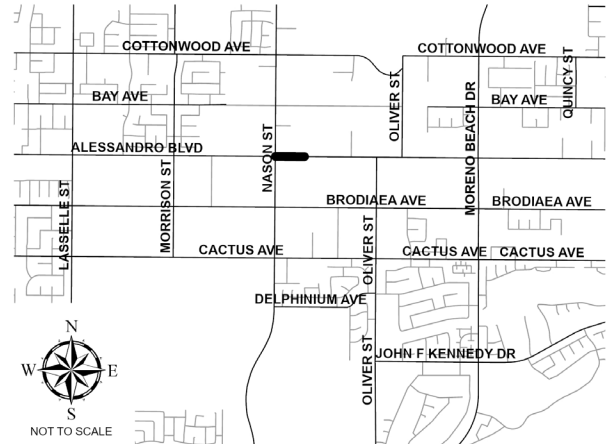 COTTONWOOD AVE
COTTONWOOD AVE
QUINCY ST
BAY AVE
BAY AVE
OLIVER ST
MORENO BEACH DR
ALESSANDRO BLVD
NASON ST
MORRISON ST
LASSELLE ST
BRODIAEA AVE
BRODIAEA AVE
OLIVER ST
CACTUS AVE
CACTUS AVE
CACTUS AVE
DELPHINIUM AVE
OLIVER ST
JOHN F KENNEDY DR
N
W
E
S
NOT TO SCALE